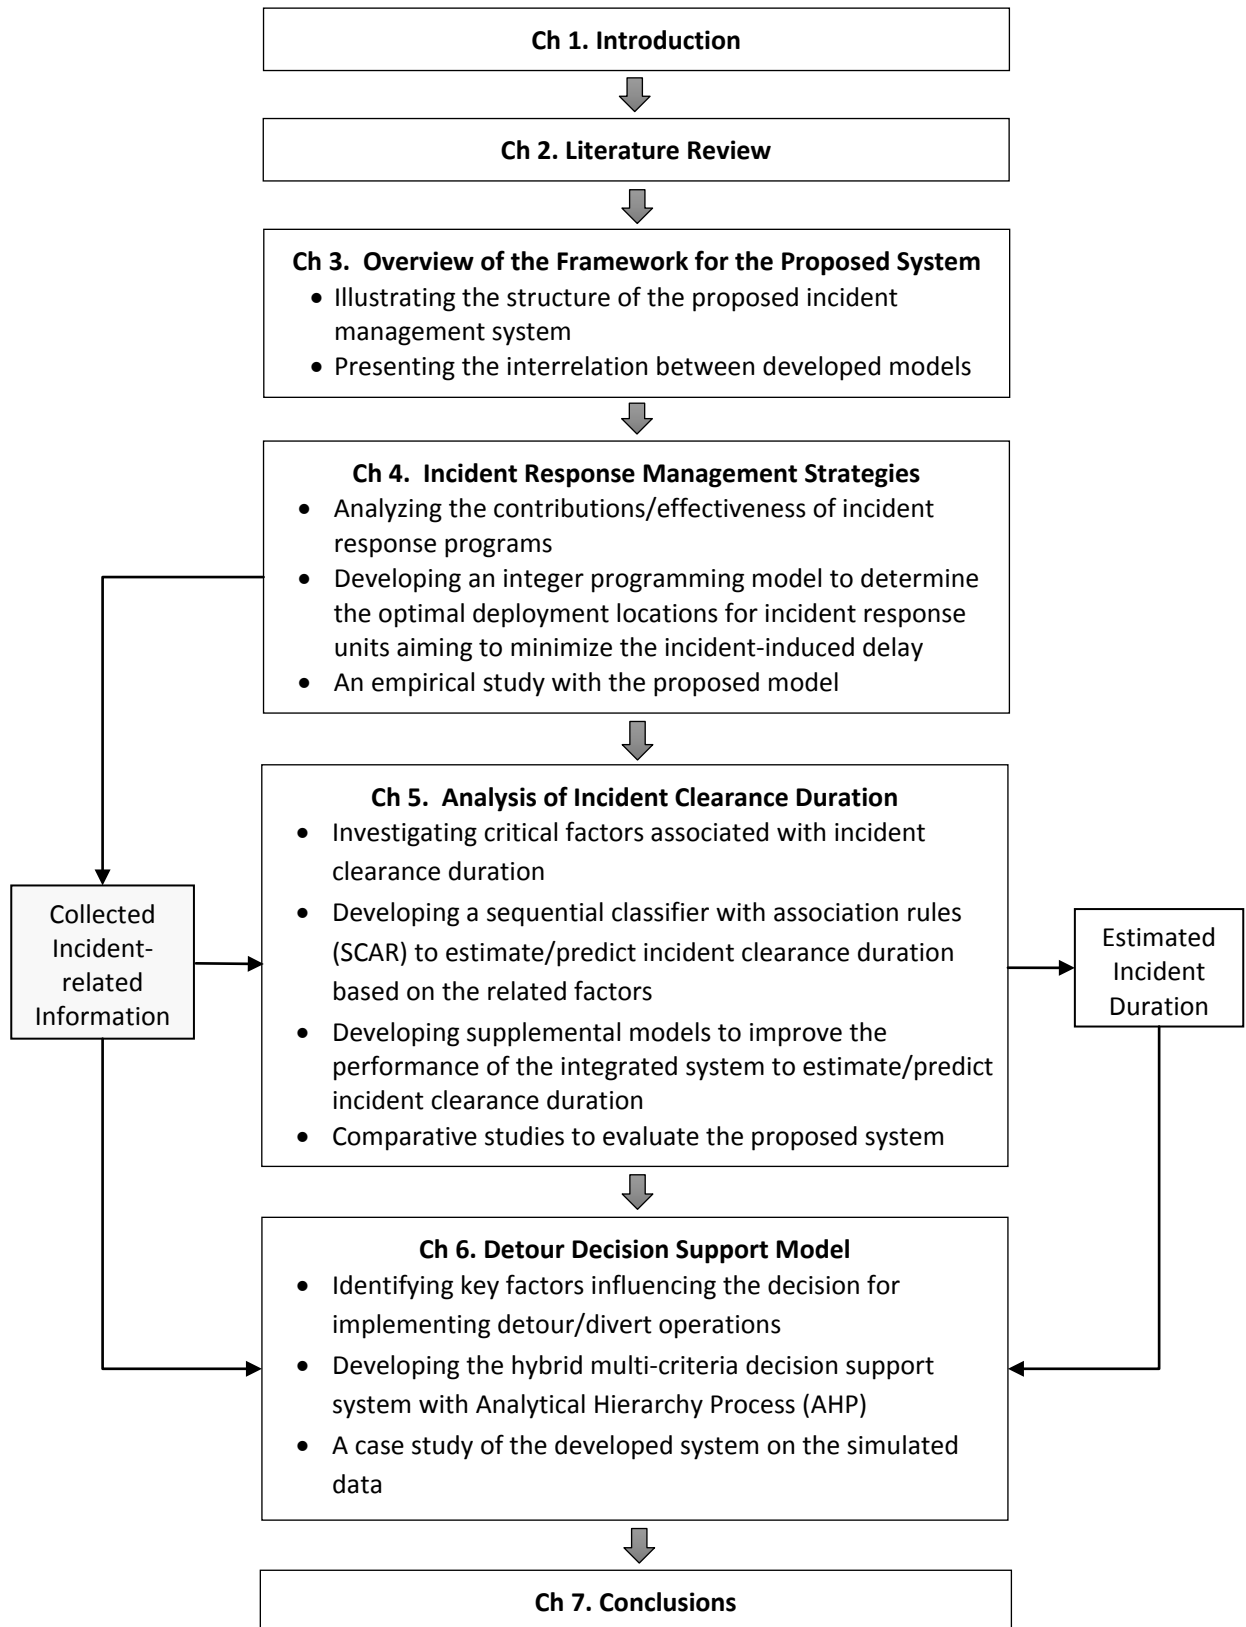 Ch 1. Introduction
Ch 2. Literature Review
Ch 3. Overview of the Framework for the Proposed System
• Illustrating the structure of the proposed incident
management system
• Presenting the interrelation between developed models
Ch 4. Incident Response Management Strategies
• Analyzing the contributions/effectiveness of incident
response programs
• Developing an integer programming model to determine
the optimal deployment locations for incident response
units aiming to minimize the incident-induced delay
• An empirical study with the proposed model
Collected
Incident-
related
Information
Ch 5. Analysis of Incident Clearance Duration
• Investigating critical factors associated with incident
clearance duration
• Developing a sequential classifier with association rules
(SCAR) to estimate/predict incident clearance duration
based on the related factors
• Developing supplemental models to improve the
performance of the integrated system to estimate/predict
incident clearance duration
• Comparative studies to evaluate the proposed system
Estimated
Incident
Duration
Ch 6. Detour Decision Support Model
• Identifying key factors influencing the decision for
implementing detour/divert operations
• Developing the hybrid multi-criteria decision support
system with Analytical Hierarchy Process (AHP)
• A case study of the developed system on the simulated
data
Ch 7. Conclusions